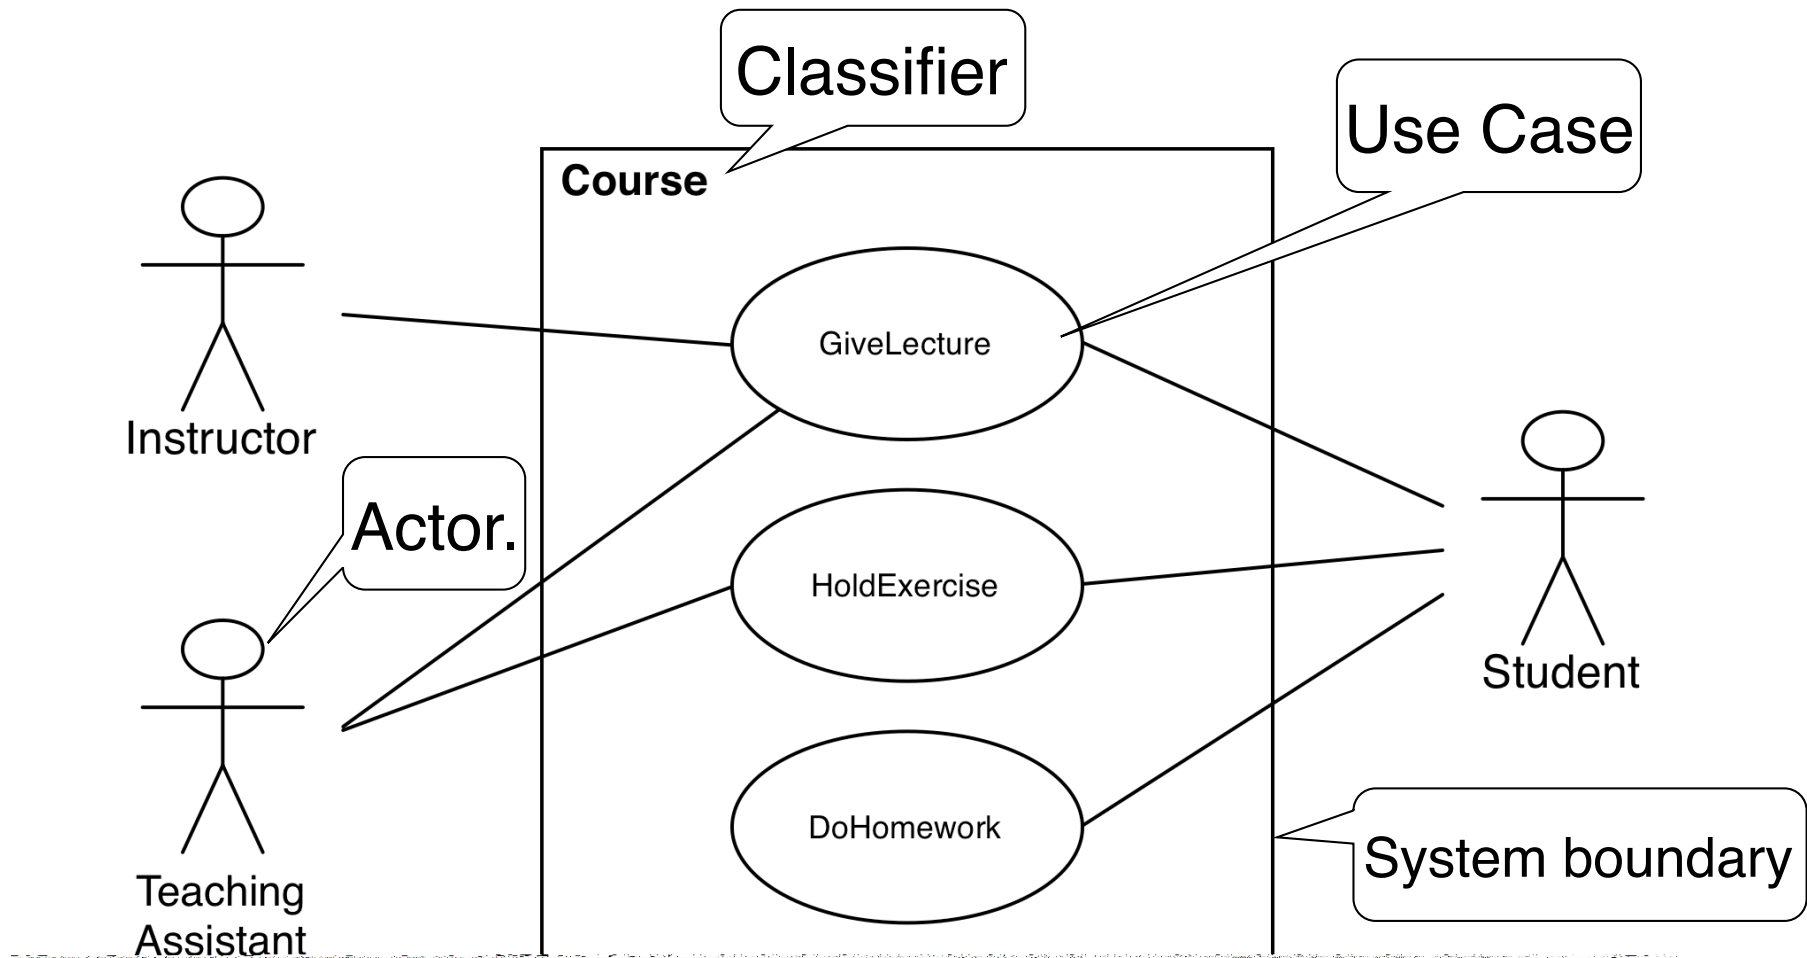 Classifier
Use Case
Course
GiveLecture
Instructor
Actor.
HoldExercise
Student
DoHomework
System boundary
Teaching
Assistant